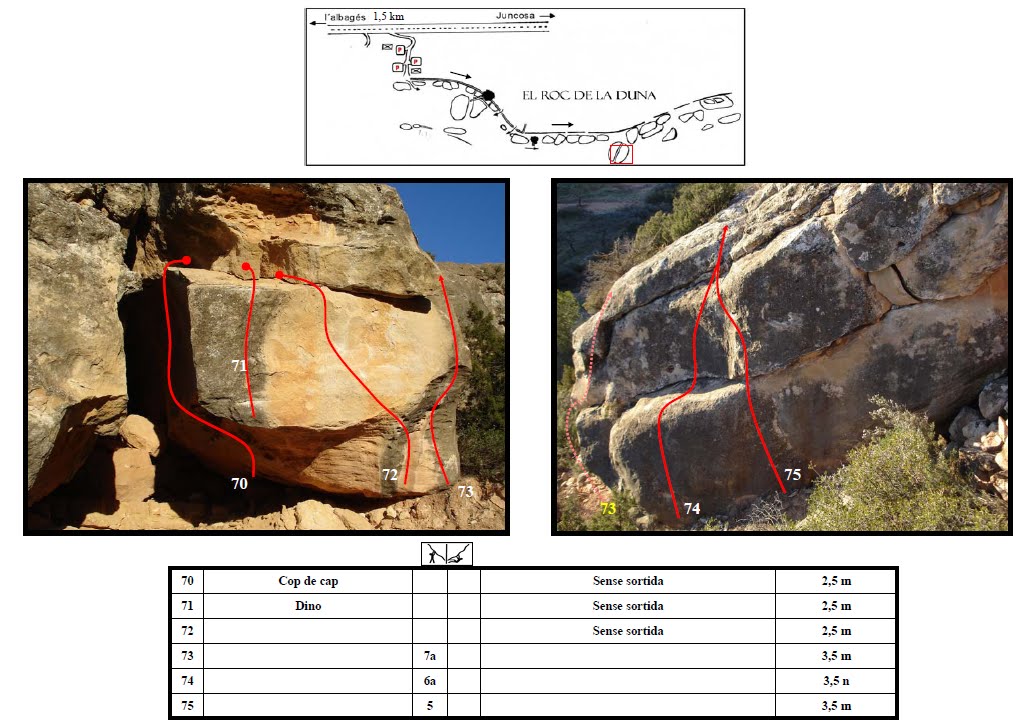 l'albagés 1,5 km Juncosa
P
P
P
EL ROC DE LA DUNA
71
70
72
73
73
74
75
70 Cop de cap Sense sortida 2,5 m
71 Dino Sense sortida 2,5 m
72 Sense sortida 2,5 m
73 7a 3,5 m
74 6a 3,5 n
75 5 3,5 m